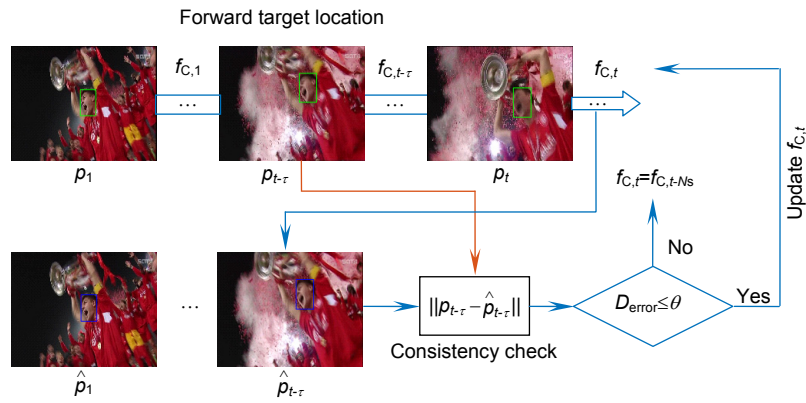 Forward target location
f_C,1
f_C,t-τ
f_C,t
...
...
...
p_1
p_t-τ
p_t
Update f_C,t
f_C,t=f_C,t-Ns
No
...
||p_t-τ − p̂_t-τ||
D_error≤θ
Yes
Consistency check
p̂_1
p̂_t-τ